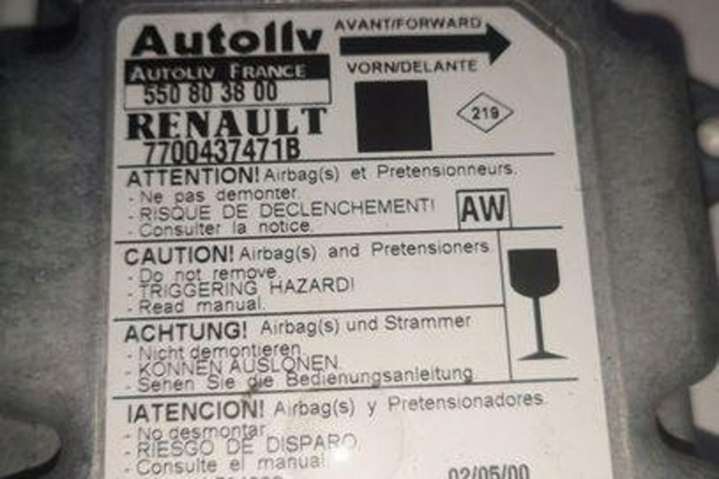 Autoliv
AVANT/FORWARD
AUTOLIV FRANCE
VORN/DELANTE
550 80 38 00
219
RENAULT
7700437471B
ATTENTION! Airbag(s) et Pretensionneurs.
- Ne pas demonter.
- RISQUE DE DECLENCHEMENT!
- Consulter la notice.
AW
CAUTION! Airbag(s) and Pretensioners
- Do not remove.
- TRIGGERING HAZARD!
- Read manual.
ACHTUNG! Airbag(s) und Strammer
- Nicht demontieren.
- KONNEN AUSLONEN.
- Sehen Sie die Bedienungsanleitung.
IATENCION! Airbag(s) y Pretensionadores.
- No desmontar.
- RIESGO DE DISPARO.
- Consulte el manual.
02/05/00